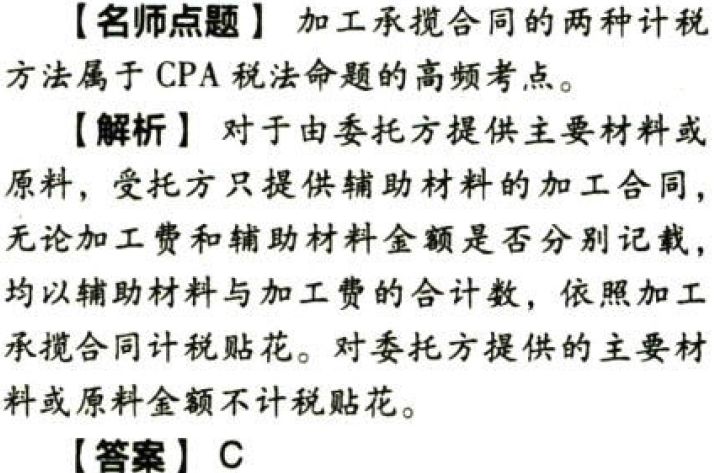 【名师点题】 加工承揽合同的两种计税
方法属于 CPA 税法命题的高频考点。
【解析】 对于由委托方提供主要材料或
原料，受托方只提供辅助材料的加工合同，
无论加工费和辅助材料金额是否分别记载，
均以辅助材料与加工费的合计数，依照加工
承揽合同计税贴花。对委托方提供的主要材
料或原料金额不计税贴花。
【答案】 C